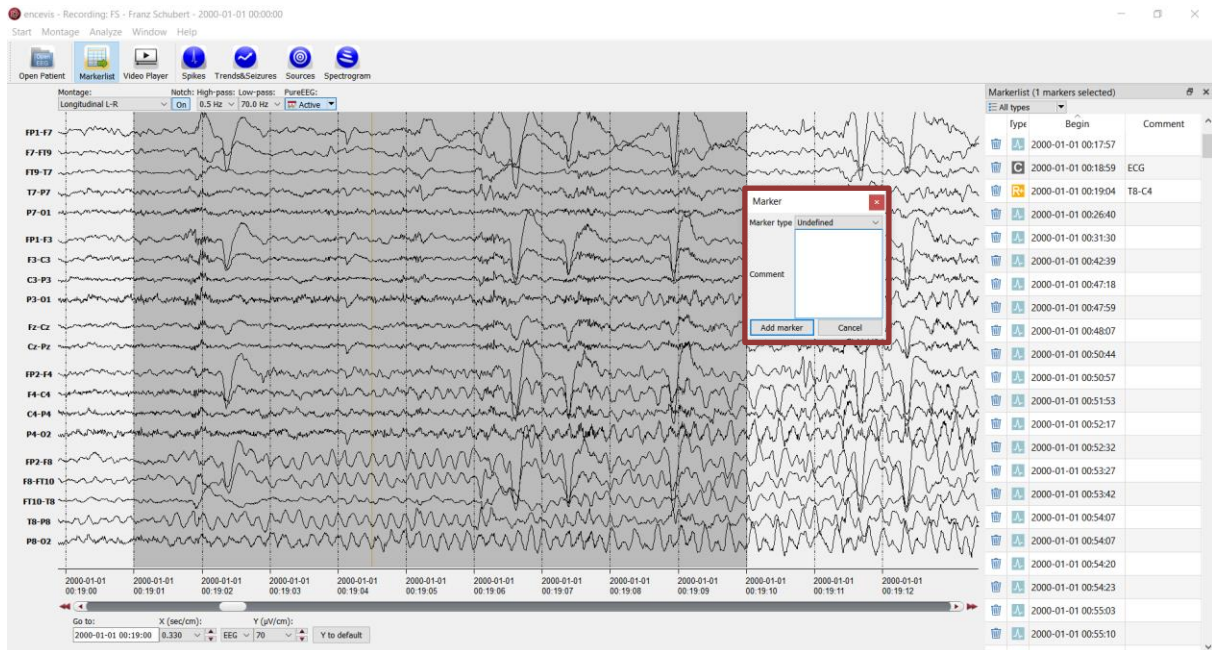 encevis - Recording: FS - Franz Schubert - 2000-01-01 00:00:00
Start Montage Analyze Window Help
Open Patient Markerlist Video Player Spikes Trends&Seizures Sources Spectrogram
Montage: Notch: High-pass: Low-pass: PureEEG:
Longitudinal L-R On 0.5 Hz 70.0 Hz Active
FP1-F7
F7-FT9
FT9-T7
T7-P7
P7-O1
FP1-F3
F3-C3
C3-P3
P3-O1
Fz-Cz
Cz-Pz
FP2-F4
F4-C4
C4-P4
P4-O2
FP2-F8
F8-FT10
FT10-T8
T8-P8
P8-O2
2000-01-01 2000-01-01 2000-01-01 2000-01-01 2000-01-01 2000-01-01 2000-01-01 2000-01-01 2000-01-01 2000-01-01 2000-01-01 2000-01-01 2000-01-01
00:19:00 00:19:01 00:19:02 00:19:03 00:19:04 00:19:05 00:19:06 00:19:07 00:19:08 00:19:09 00:19:10 00:19:11 00:19:12
Go to: X (sec/cm): Y (µV/cm):
2000-01-01 00:19:00 0.330 EEG 70 Y to default
Marker
Marker type Undefined
Comment
Add marker Cancel
Markerlist (1 markers selected)
All types
Type Begin Comment
2000-01-01 00:17:57
C 2000-01-01 00:18:59 ECG
R+ 2000-01-01 00:19:04 T8-C4
2000-01-01 00:26:40
2000-01-01 00:31:30
2000-01-01 00:42:39
2000-01-01 00:47:18
2000-01-01 00:47:59
2000-01-01 00:48:07
2000-01-01 00:50:44
2000-01-01 00:50:57
2000-01-01 00:51:53
2000-01-01 00:52:17
2000-01-01 00:52:32
2000-01-01 00:53:27
2000-01-01 00:53:42
2000-01-01 00:54:07
2000-01-01 00:54:07
2000-01-01 00:54:20
2000-01-01 00:54:23
2000-01-01 00:55:03
2000-01-01 00:55:10